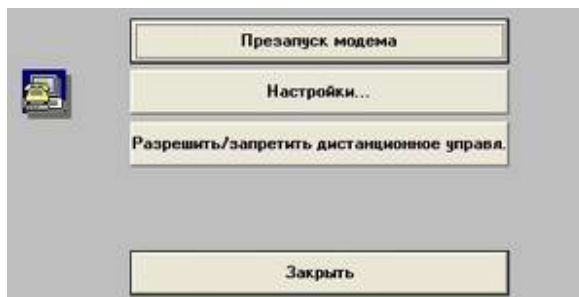 Презапуск модема
Настройки...
Разрешить/запретить дистанционное управл.
Закрыть